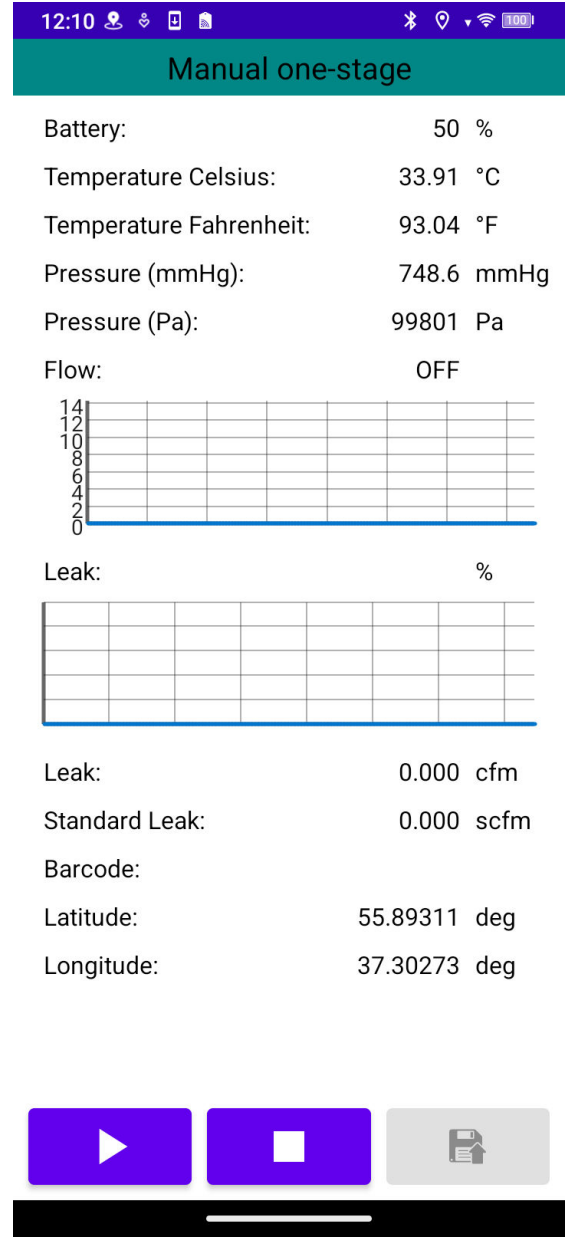 12:10 100
Manual one-stage
Battery: 50 %
Temperature Celsius: 33.91 °C
Temperature Fahrenheit: 93.04 °F
Pressure (mmHg): 748.6 mmHg
Pressure (Pa): 99801 Pa
Flow: OFF
14
12
10
8
6
4
2
0
Leak: %
Leak: 0.000 cfm
Standard Leak: 0.000 scfm
Barcode:
Latitude: 55.89311 deg
Longitude: 37.30273 deg